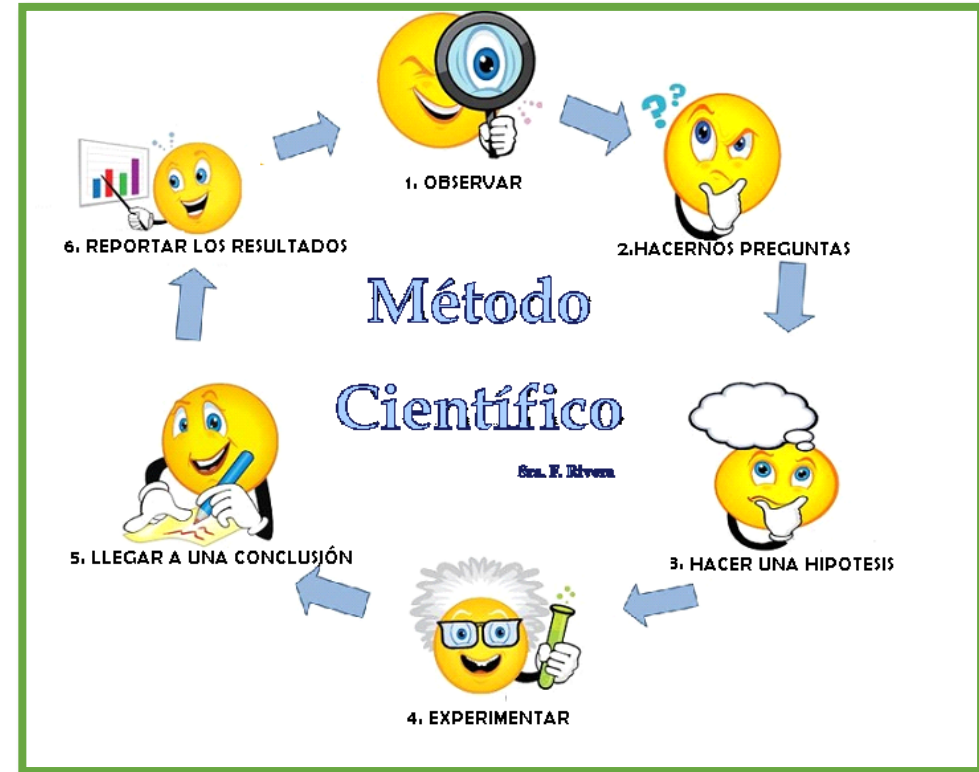 1. OBSERVAR
2.HACERNOS PREGUNTAS
3. HACER UNA HIPOTESIS
4. EXPERIMENTAR
5. LLEGAR A UNA CONCLUSIÓN
6. REPORTAR LOS RESULTADOS
Método
Científico
Sra. F. Rivera